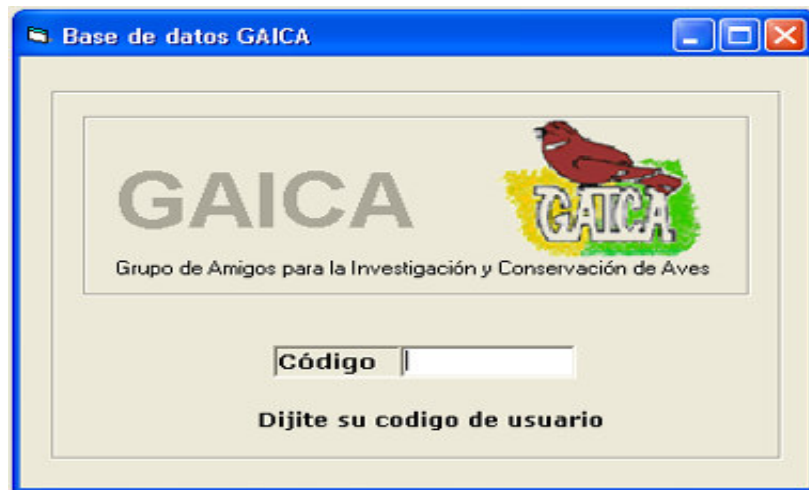 Base de datos GAICA
GAICA
GAICA
Grupo de Amigos para la Investigación y Conservación de Aves
Código
Dijite su codigo de usuario